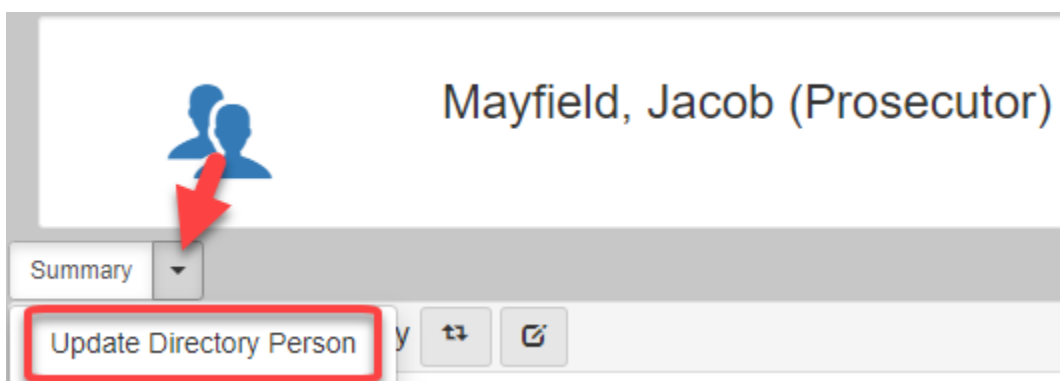 Mayfield, Jacob (Prosecutor)
Summary
Update Directory Person
y